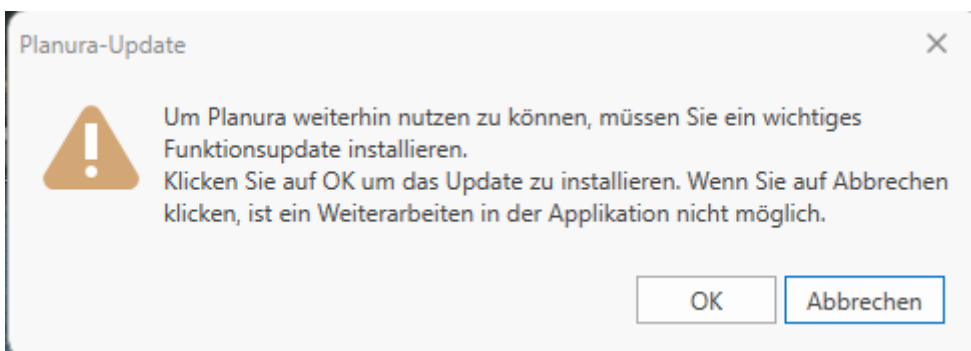 Planura-Update
Um Planura weiterhin nutzen zu können, müssen Sie ein wichtiges
Funktionsupdate installieren.
Klicken Sie auf OK um das Update zu installieren. Wenn Sie auf Abbrechen
klicken, ist ein Weiterarbeiten in der Applikation nicht möglich.
OK Abbrechen